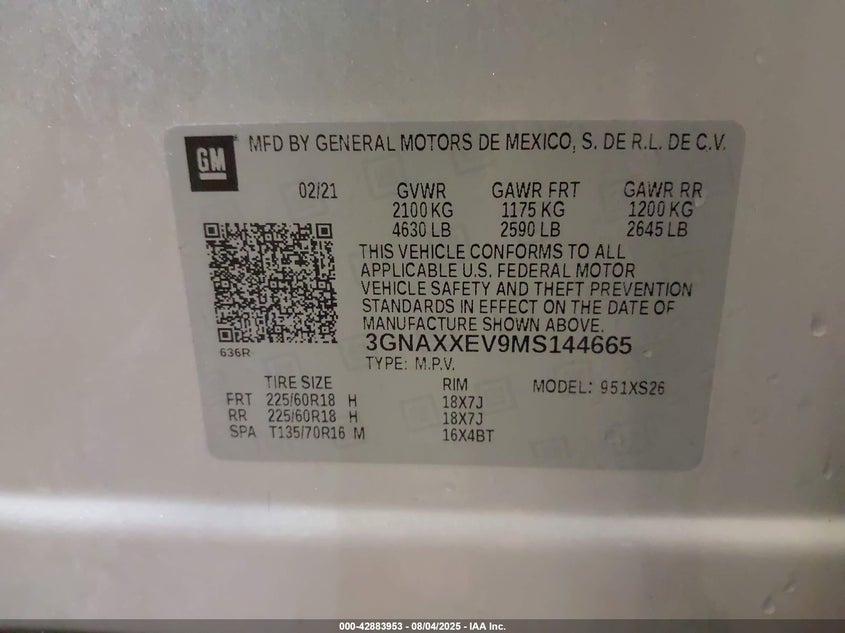 GM
MFD BY GENERAL MOTORS DE MEXICO, S. DE R.L. DE C.V.
02/21 GVWR GAWR FRT GAWR RR
2100 KG 1175 KG 1200 KG
4630 LB 2590 LB 2645 LB
THIS VEHICLE CONFORMS TO ALL
APPLICABLE U.S. FEDERAL MOTOR
VEHICLE SAFETY AND THEFT PREVENTION
STANDARDS IN EFFECT ON THE DATE OF
MANUFACTURE SHOWN ABOVE.
636R
3GNAXXEV9MS144665
TYPE: M.P.V.
TIRE SIZE RIM MODEL: 951XS26
FRT 225/60R18 H 18X7J
RR 225/60R18 H 18X7J
SPA T135/70R16 M 16X4BT
000-42883953 - 08/04/2025 - IAA Inc.